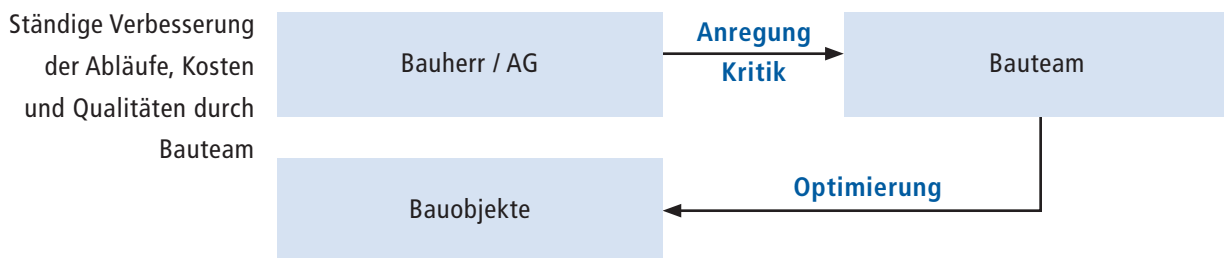 Ständige Verbesserung
der Abläufe, Kosten
und Qualitäten durch
Bauteam
Bauherr / AG
Anregung
Kritik
Bauteam
Bauobjekte
Optimierung